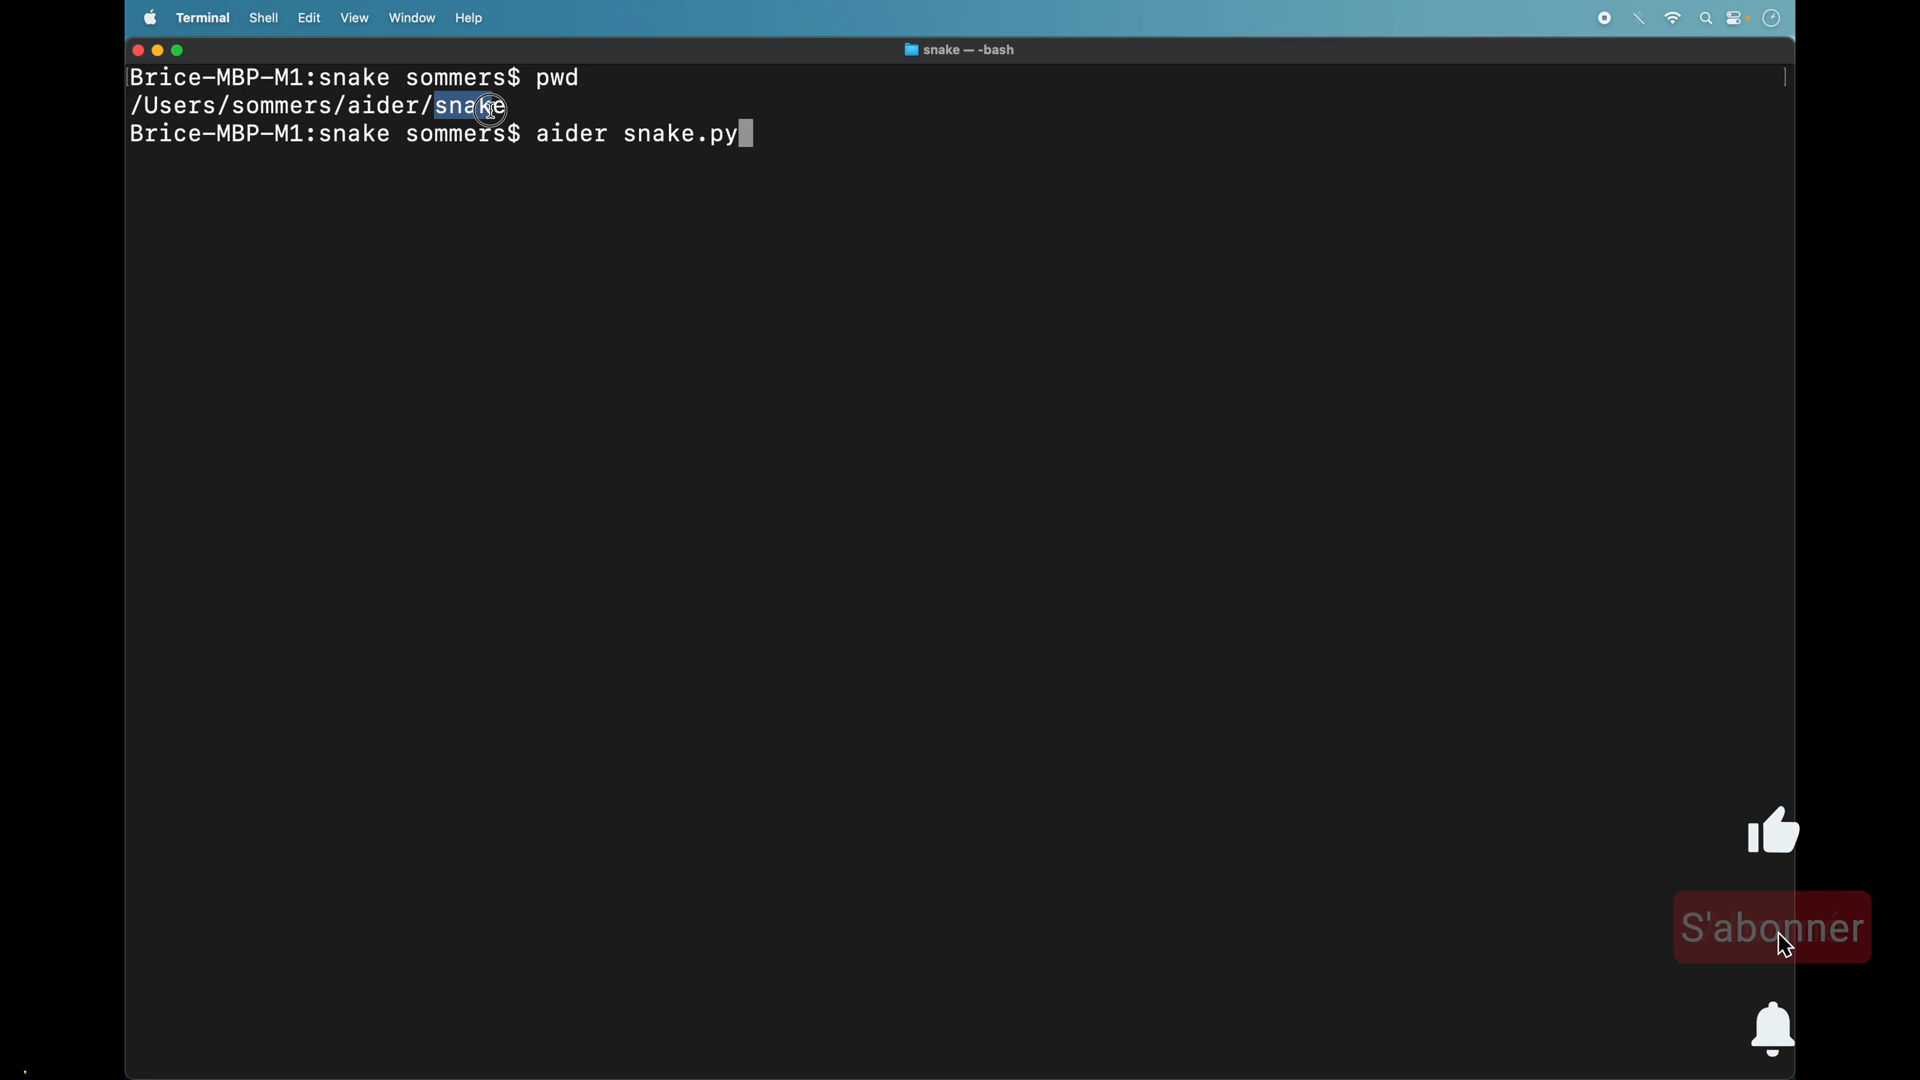 Terminal Shell Edit View Window Help
snake — -bash
Brice-MBP-M1:snake sommers$ pwd
/Users/sommers/aider/snake
Brice-MBP-M1:snake sommers$ aider snake.py
S'abonner